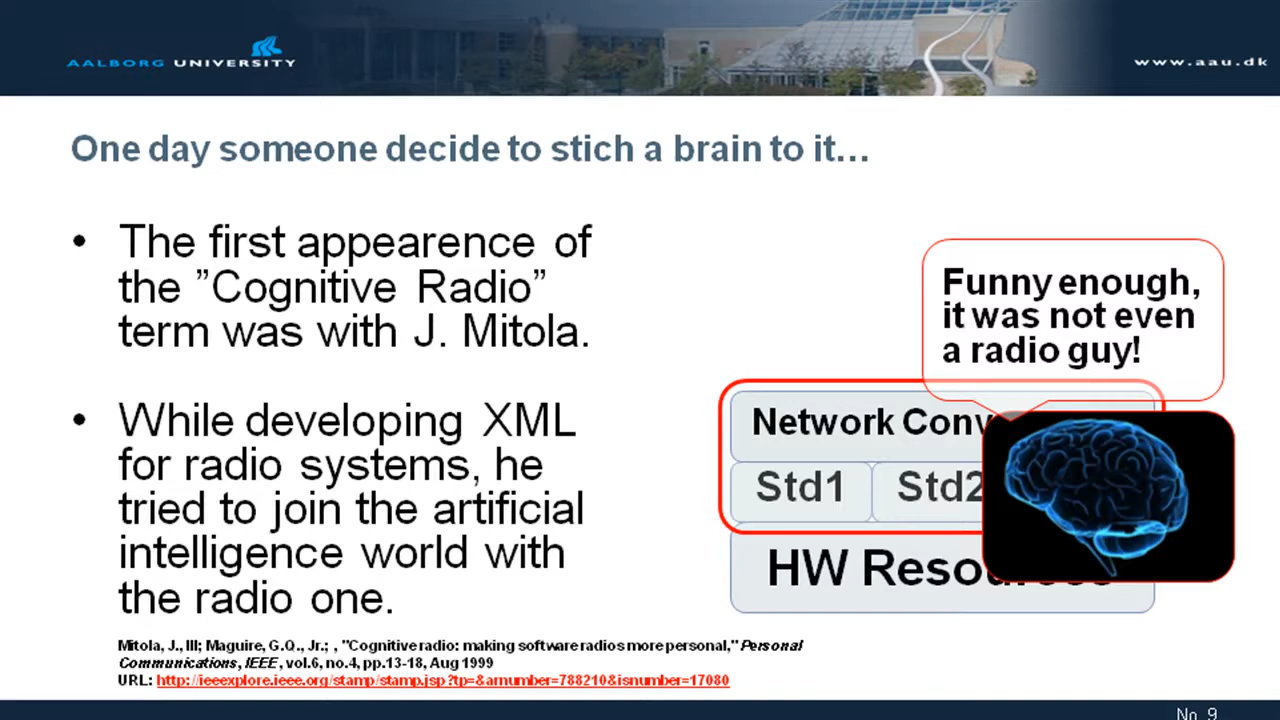 AALBORG UNIVERSITY
www.aau.dk
One day someone decide to stich a brain to it...
• The first appearence of
the ”Cognitive Radio”
term was with J. Mitola.
• While developing XML
for radio systems, he
tried to join the artificial
intelligence world with
the radio one.
Funny enough,
it was not even
a radio guy!
Network Conv
Std1
Std2
HW Resources
Mitola, J., III; Maguire, G.Q., Jr.; , "Cognitive radio: making software radios more personal," Personal
Communications, IEEE , vol.6, no.4, pp.13-18, Aug 1999
URL: http://ieeexplore.ieee.org/stamp/stamp.jsp?tp=&arnumber=788210&isnumber=17080
No. 9